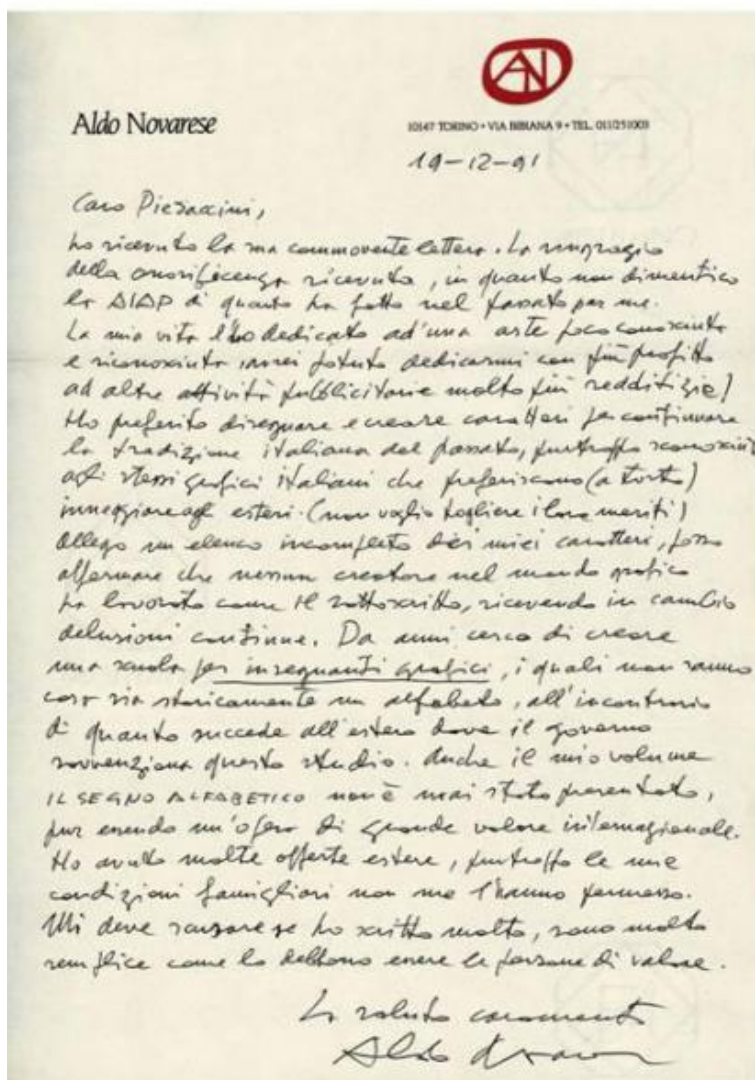 AN
Aldo Novarese
10147 TORINO • VIA BIBIANA 9 • TEL. 011/251003
19-12-91
Caro Pieraccini,
ho ricevuto la sua commovente lettera. La ringrazio
della onorificenza ricevuta, in quanto non dimentico
la AIAP di quanto ha fatto nel passato per me.
La mia vita l'ho dedicato ad'una arte poco conosciuta
e riconosciuta, avrei potuto dedicarmi con più profitto
ad altre attività pubblicitarie molto più redditizie!
Ho preferito disegnare e creare caratteri per continuare
la tradizione italiana del passato, purtroppo
agli stessi grafici italiani che preferiscono (a torto)
inneggiare agli esteri. (non voglio togliere i loro meriti)
Allego un elenco incompleto dei miei caratteri, posso
affermare che nessun creatore nel mondo grafico
ha lavorato come il sottoscritto, ricevendo in cambio
delusioni continue. Da anni cerco di creare
una scuola per insegnanti grafici, i quali non sanno
cosa sia storicamente un alfabeto, all'incontrario
di quanto succede all'estero dove il governo
sovvenziona questo studio. Anche il mio volume
IL SEGNO ALFABETICO non è mai stato presentato,
pur essendo un'opera di grande valore internazionale.
Ho avuto molte offerte estere, purtroppo le mie
condizioni famigliari non me l'hanno permesso.
Mi deve scusare se ho scritto molto, sono molto
semplice come lo debbono essere le persone di valore.
La saluto caramente
Aldo Novarese